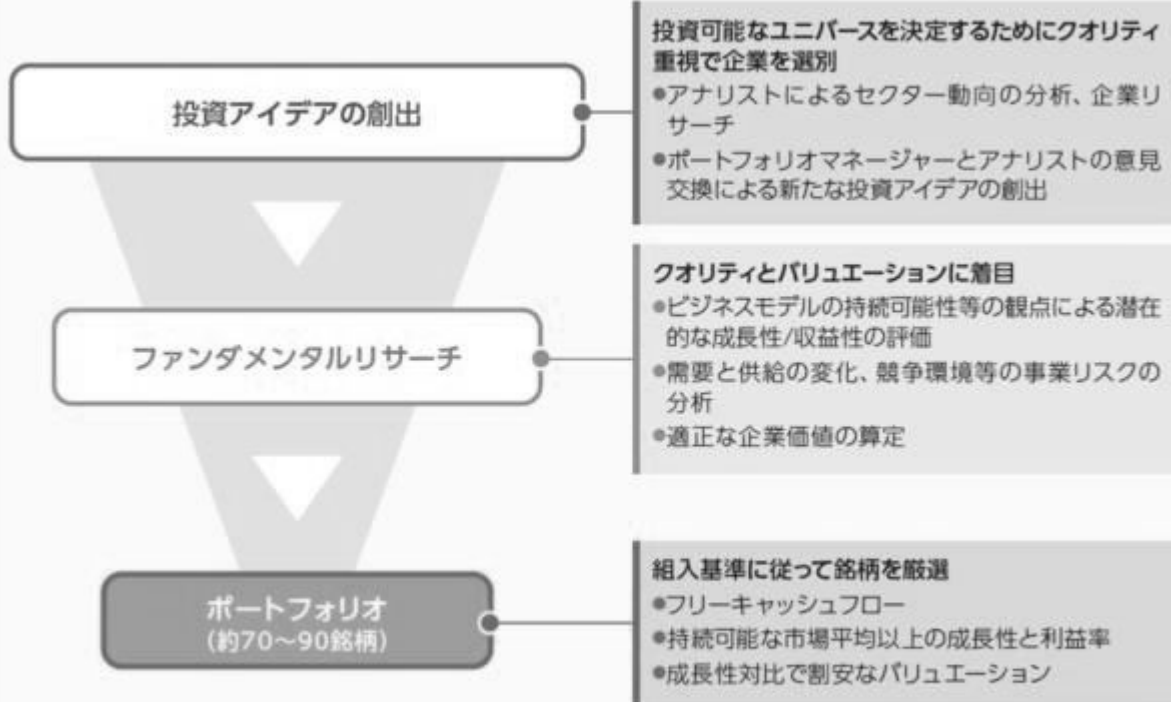 投資アイデアの創出
投資可能なユニバースを決定するためにクオリティ
重視で企業を選別
●アナリストによるセクター動向の分析、企業リ
サーチ
●ポートフォリオマネージャーとアナリストの意見
交換による新たな投資アイデアの創出
ファンダメンタルリサーチ
クオリティとバリュエーションに着目
●ビジネスモデルの持続可能性等の観点による潜在
的な成長性/収益性の評価
●需要と供給の変化、競争環境等の事業リスクの
分析
●適正な企業価値の算定
ポートフォリオ
(約70～90銘柄)
組入基準に従って銘柄を厳選
●フリーキャッシュフロー
●持続可能な市場平均以上の成長性と利益率
●成長性対比で割安なバリュエーション